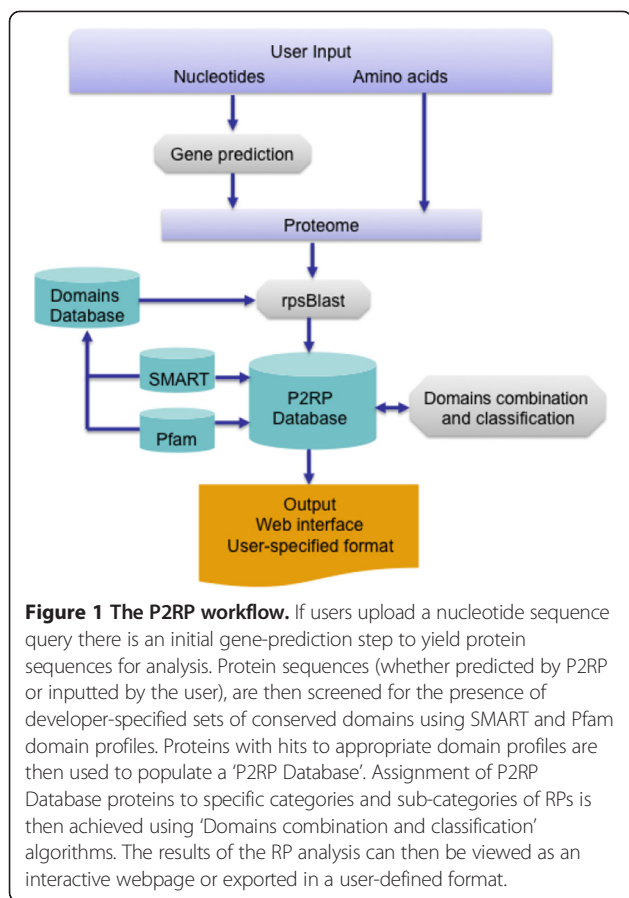 User Input
Nucleotides Amino acids
Gene prediction
Proteome
Domains
Database
rpsBlast
SMART
Pfam
P2RP
Database
Domains combination
and classification
Output
Web interface
User-specified format
Figure 1 The P2RP workflow. If users upload a nucleotide sequence
query there is an initial gene-prediction step to yield protein
sequences for analysis. Protein sequences (whether predicted by P2RP
or inputted by the user), are then screened for the presence of
developer-specified sets of conserved domains using SMART and Pfam
domain profiles. Proteins with hits to appropriate domain profiles are
then used to populate a ‘P2RP Database’. Assignment of P2RP
Database proteins to specific categories and sub-categories of RPs is
then achieved using ‘Domains combination and classification’
algorithms. The results of the RP analysis can then be viewed as an
interactive webpage or exported in a user-defined format.